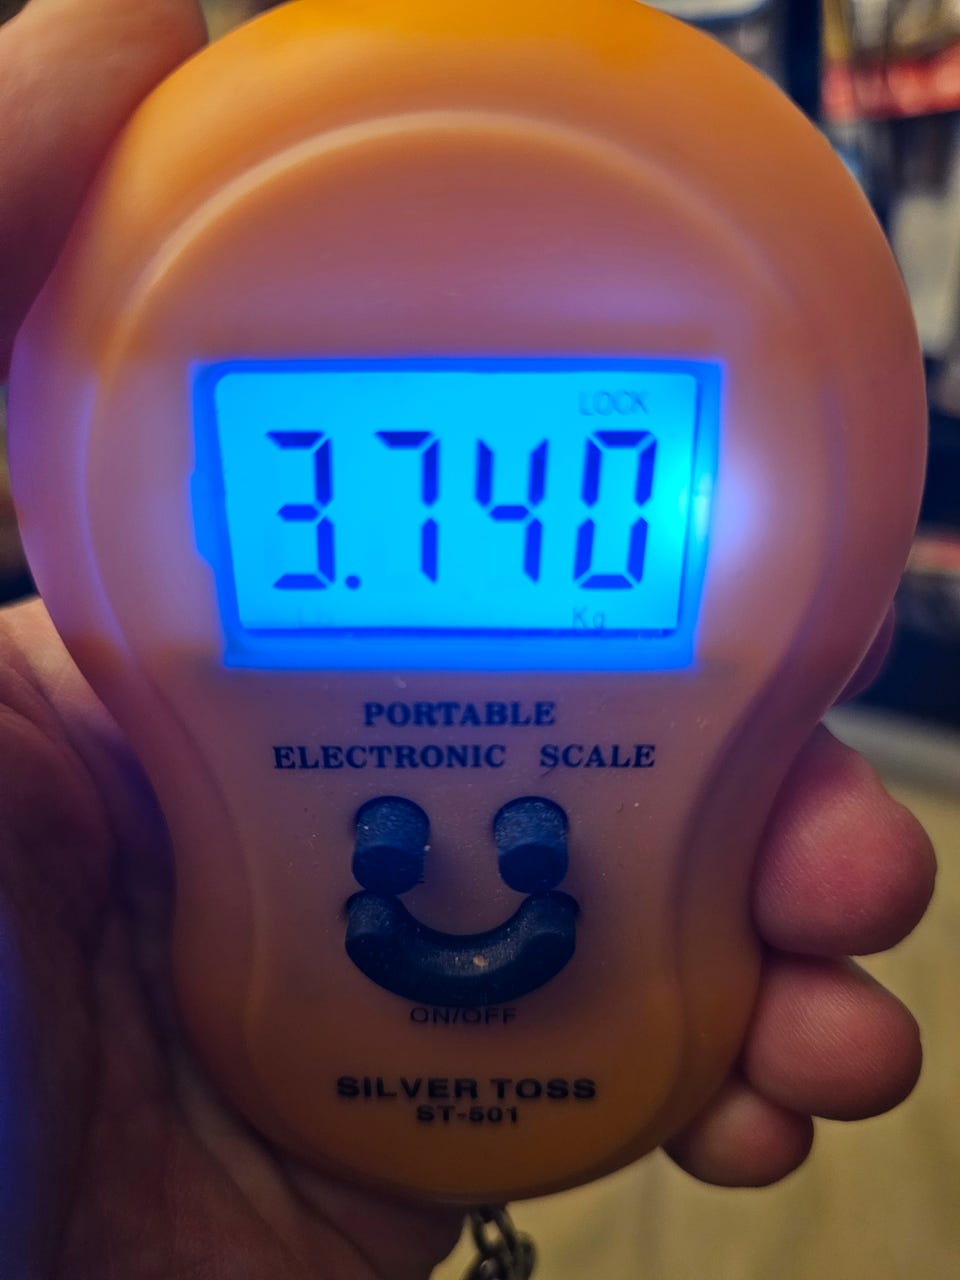 LOCK
3.740
Kg
PORTABLE
ELECTRONIC SCALE
ON/OFF
SILVER TOSS
ST-501